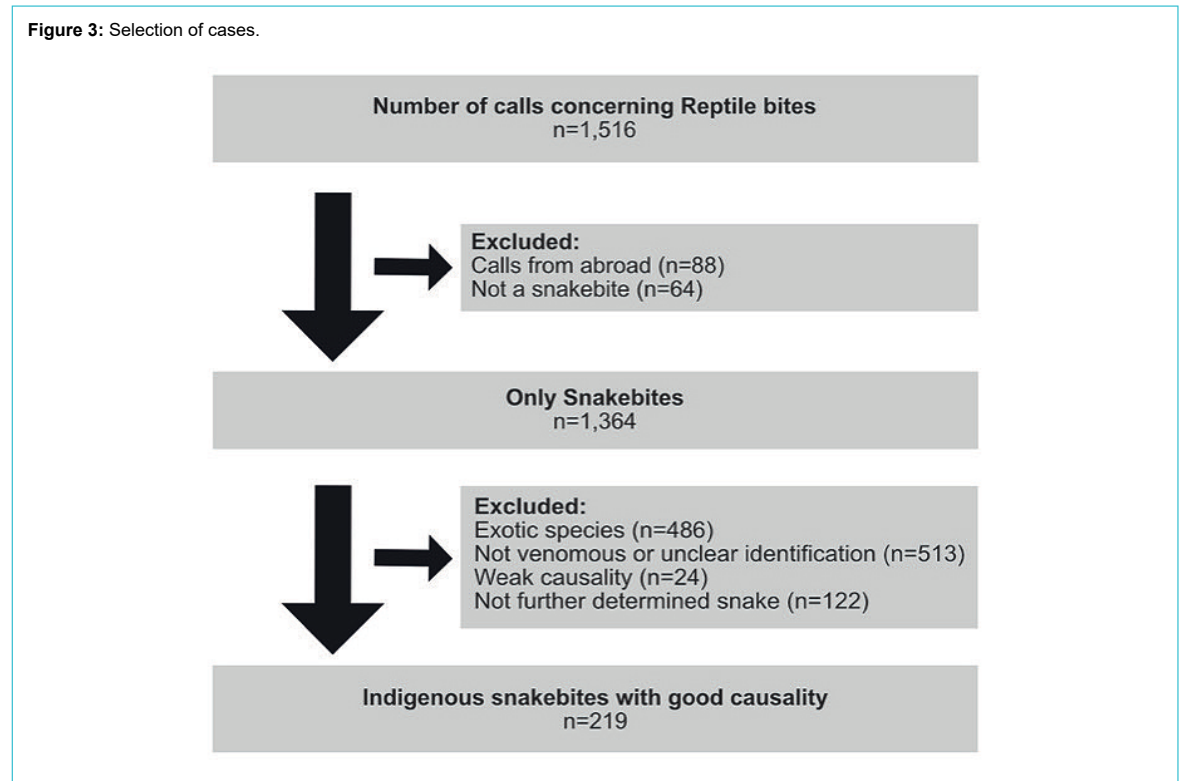 Figure 3: Selection of cases.
Number of calls concerning Reptile bites
n=1,516
Excluded:
Calls from abroad (n=88)
Not a snakebite (n=64)
Only Snakebites
n=1,364
Excluded:
Exotic species (n=486)
Not venomous or unclear identification (n=513)
Weak causality (n=24)
Not further determined snake (n=122)
Indigenous snakebites with good causality
n=219